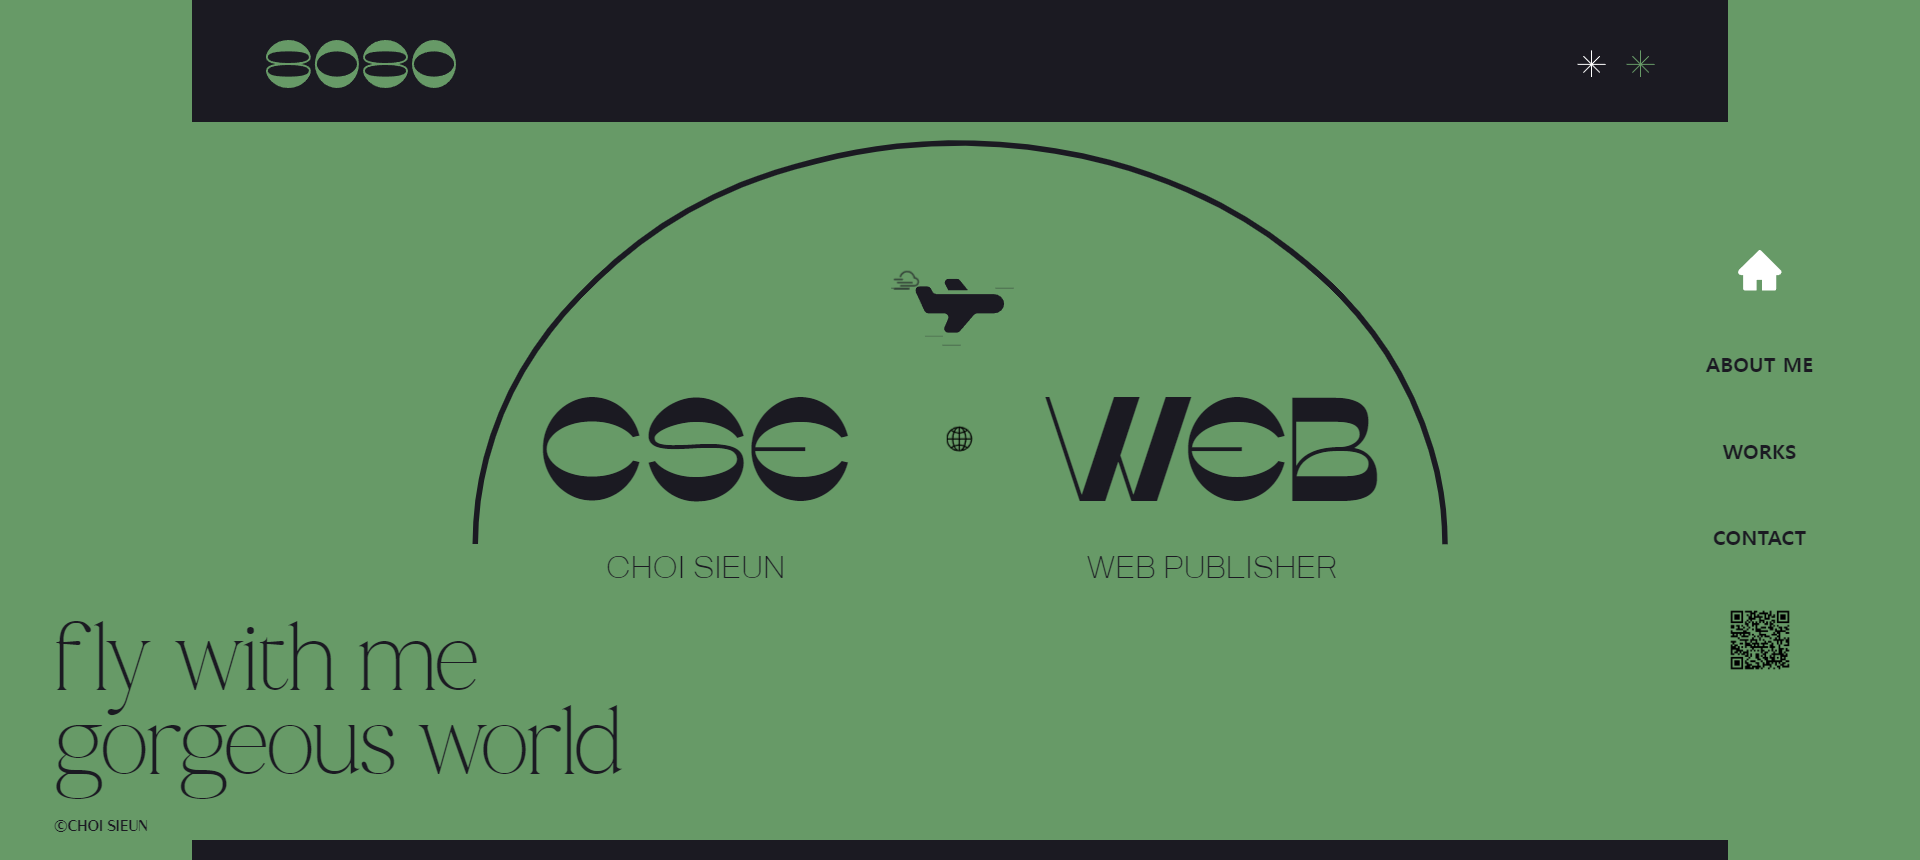 8080
CSE WEB
CHOI SIEUN WEB PUBLISHER
ABOUT ME
WORKS
CONTACT
fly with me
gorgeous world
©CHOI SIEUN